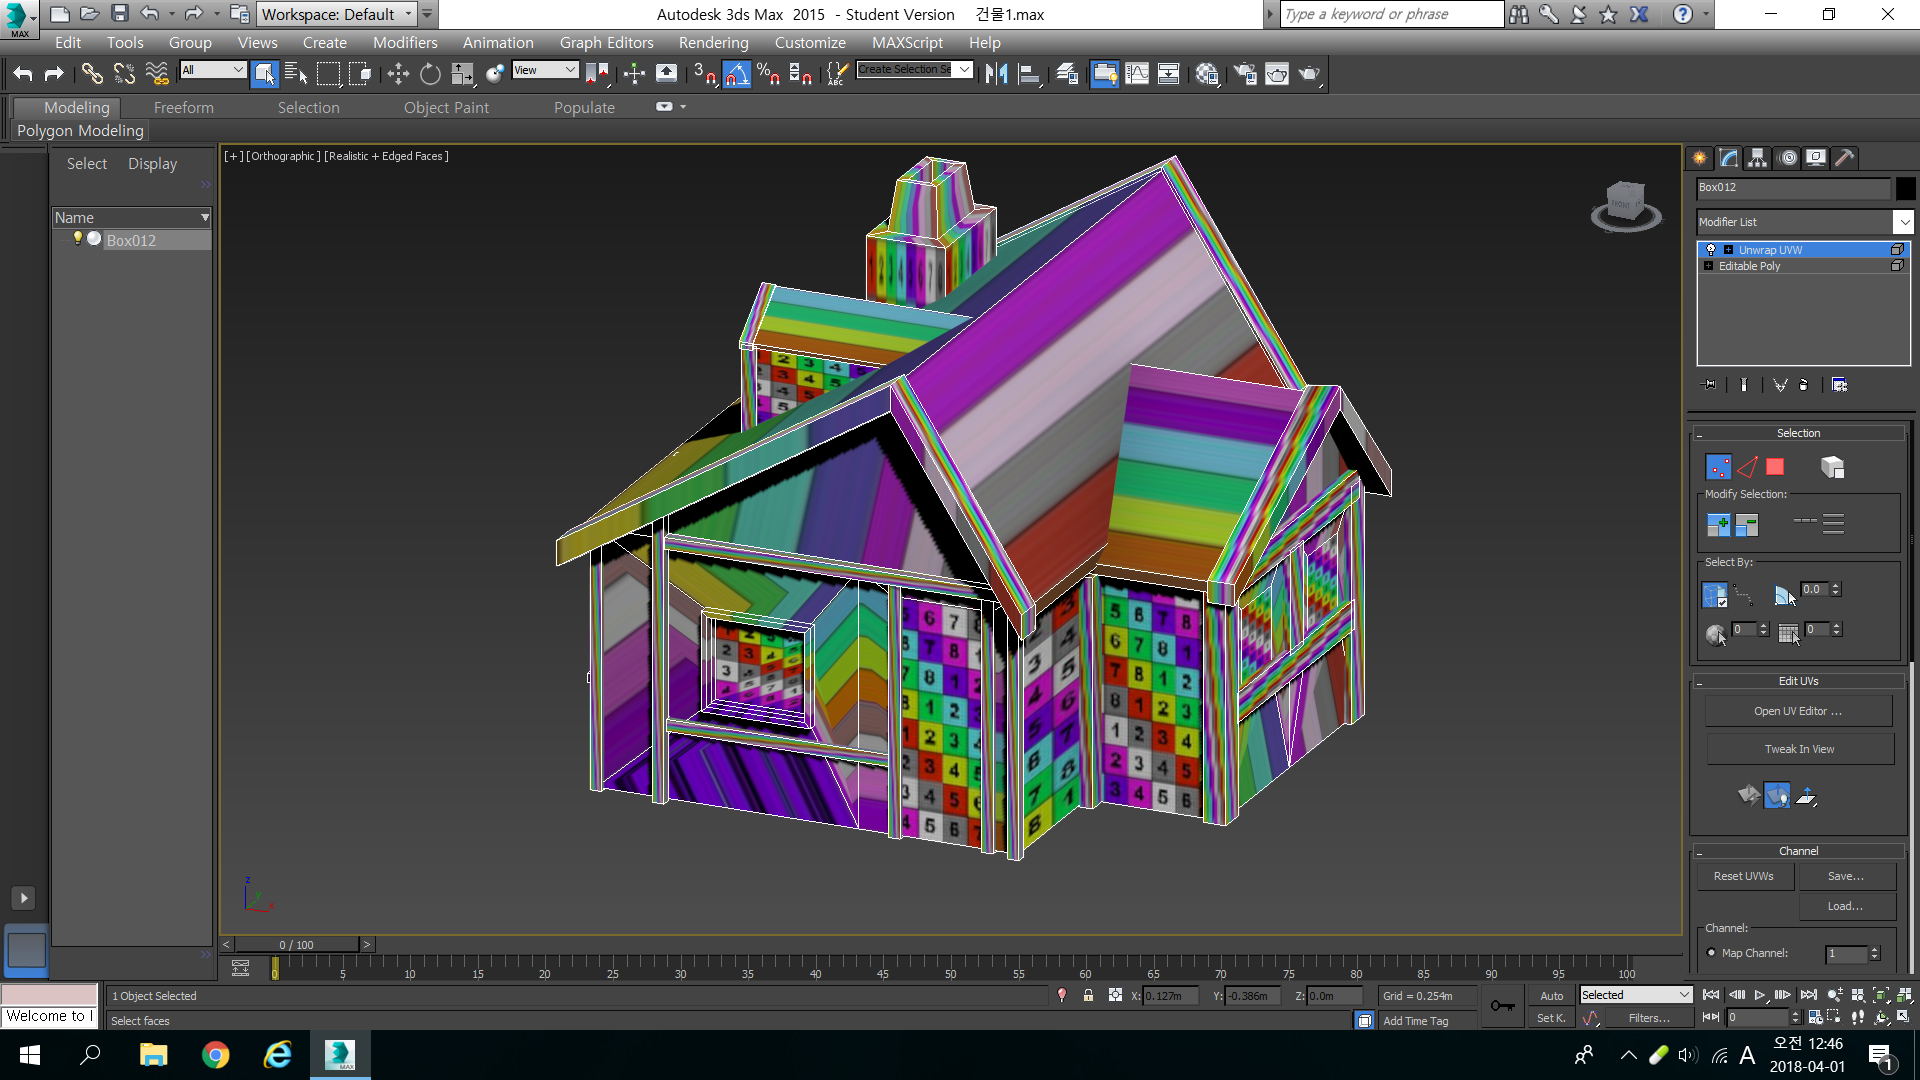 MAX
Workspace: Default
Autodesk 3ds Max 2015 - Student Version 건물1.max
Type a keyword or phrase
Edit Tools Group Views Create Modifiers Animation Graph Editors Rendering Customize MAXScript Help
All
View
3
%
ABC
Create Selection Se
Modeling Freeform Selection Object Paint Populate
Polygon Modeling
Select Display
Name
Box012
[+] [Orthographic] [Realistic + Edged Faces]
FRONT
Box012
Modifier List
Unwrap UVW
Editable Poly
Selection
Modify Selection:
Select By:
0.0
0
0
Edit UVs
Open UV Editor ...
Tweak In View
Channel
Reset UVWs Save...
Load...
Channel:
Map Channel: 1
z
y
x
< 0 / 100 >
0 5 10 15 20 25 30 35 40 45 50 55 60 65 70 75 80 85 90 95 100
1 Object Selected
X: 0.127m Y: -0.386m Z: 0.0m Grid = 0.254m
Auto Selected
Welcome to
Select faces
Add Time Tag
Set K. Filters...
0
MAX
A
오전 12:46
2018-04-01
1